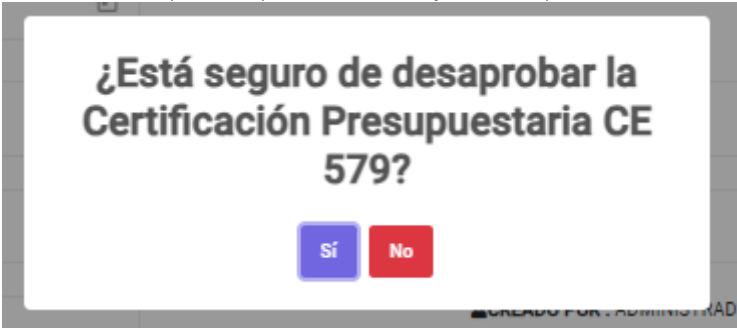 ¿Está seguro de desaprobar la
Certificación Presupuestaria CE
579?
Sí No
CREADO POR :